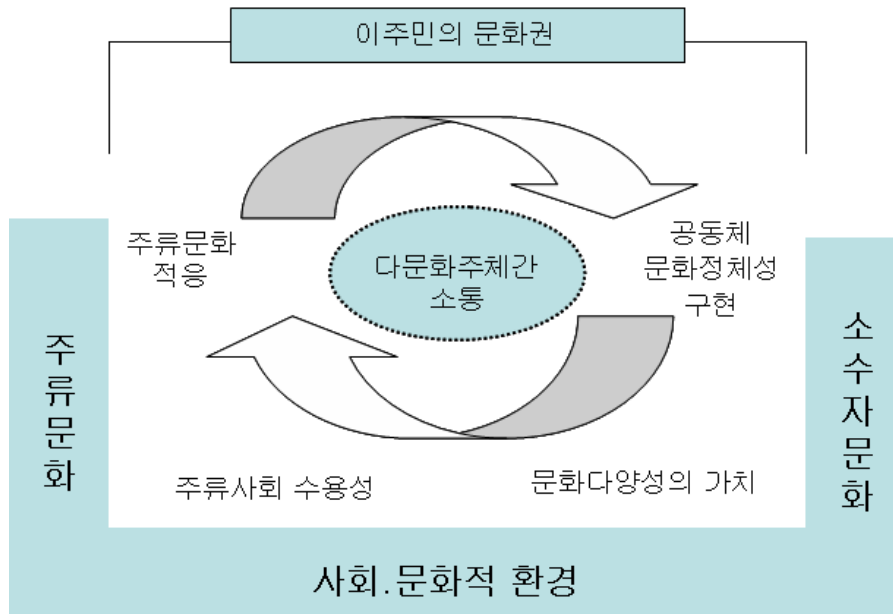 이주민의 문화권
주류문화
적응
다문화주체간
소통
공동체
문화정체성
구현
주류문화
소수자문화
주류사회 수용성
문화다양성의 가치
사회.문화적 환경